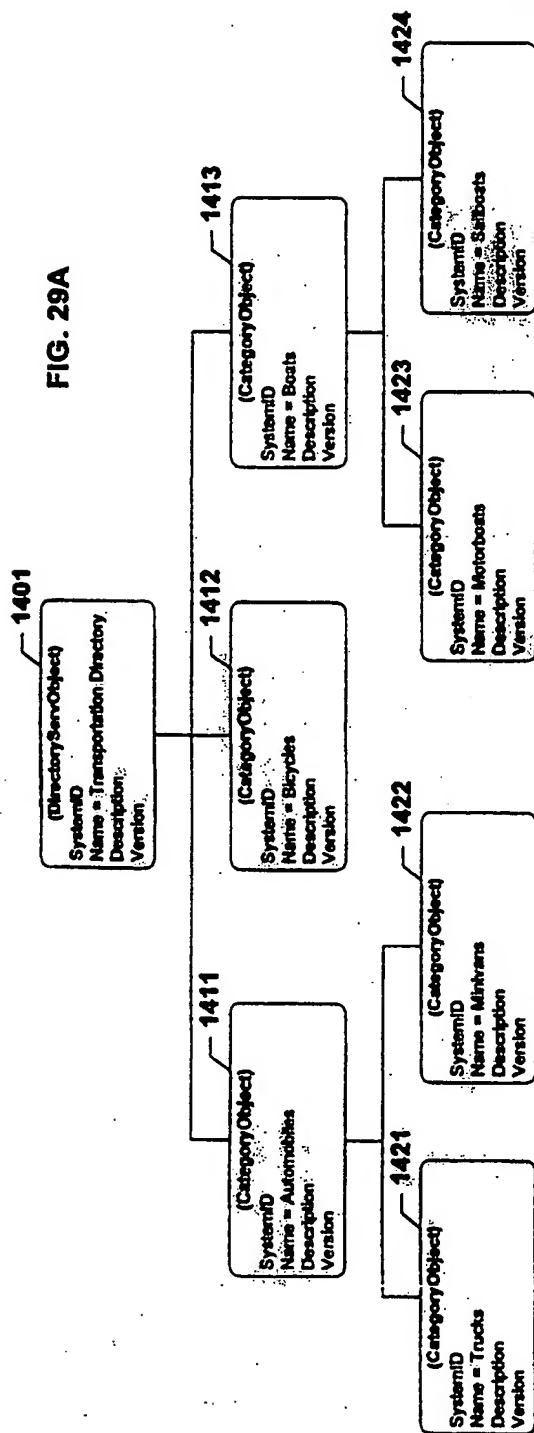 FIG. 29A
1401
(DirectoryServObject)
SystemID
Name = Transportation Directory
Description
Version
1411
(CategoryObject)
SystemID
Name = Automobiles
Description
Version
1412
(CategoryObject)
SystemID
Name = Bicycles
Description
Version
1413
(CategoryObject)
SystemID
Name = Boats
Description
Version
1421
(CategoryObject)
SystemID
Name = Trucks
Description
Version
1422
(CategoryObject)
SystemID
Name = Minivans
Description
Version
1423
(CategoryObject)
SystemID
Name = Motorboats
Description
Version
1424
(CategoryObject)
SystemID
Name = Sailboats
Description
Version